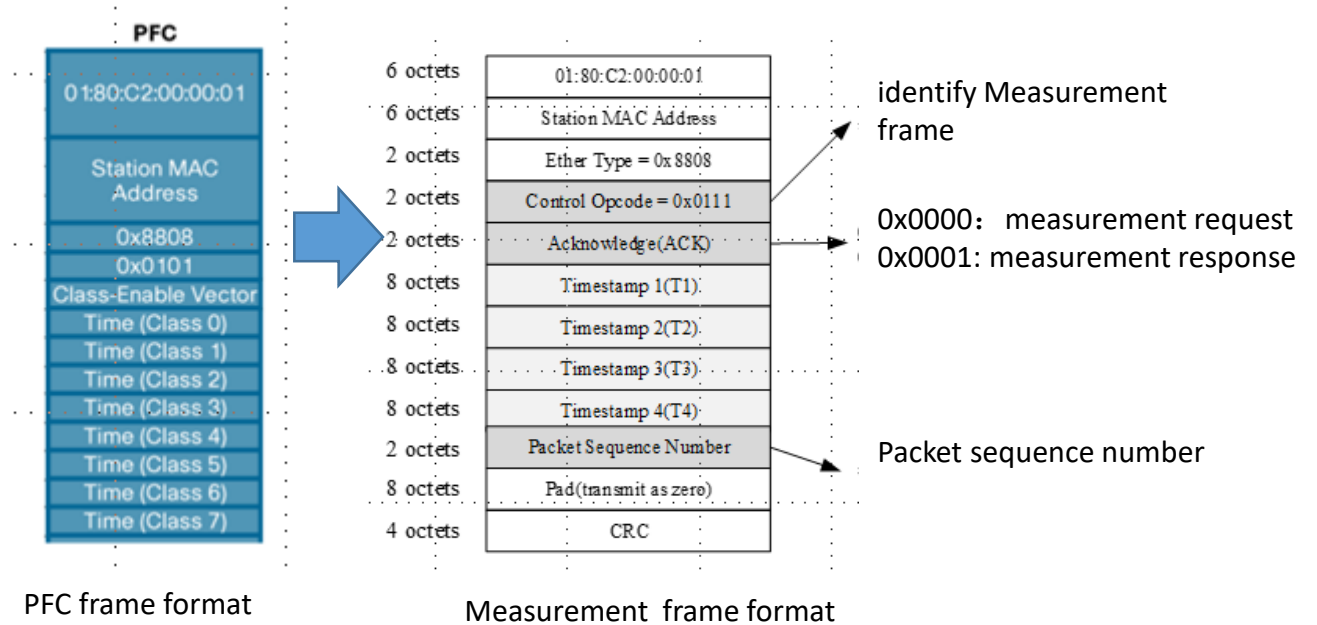 PFC
01:80:C2:00:00:01
Station MAC
Address
0x8808
0x0101
Class-Enable Vector
Time (Class 0)
Time (Class 1)
Time (Class 2)
Time (Class 3)
Time (Class 4)
Time (Class 5)
Time (Class 6)
Time (Class 7)
PFC frame format
6 octets 01:80:C2:00:00:01
6 octets Station MAC Address
2 octets Ether Type = 0x8808
2 octets Control Opcode = 0x0111
2 octets Acknowledge(ACK)
8 octets Timestamp 1(T1)
8 octets Timestamp 2(T2)
8 octets Timestamp 3(T3)
8 octets Timestamp 4(T4)
2 octets Packet Sequence Number
8 octets Pad(transmit as zero)
4 octets CRC
Measurement frame format
identify Measurement
frame
0x0000： measurement request
0x0001: measurement response
Packet sequence number